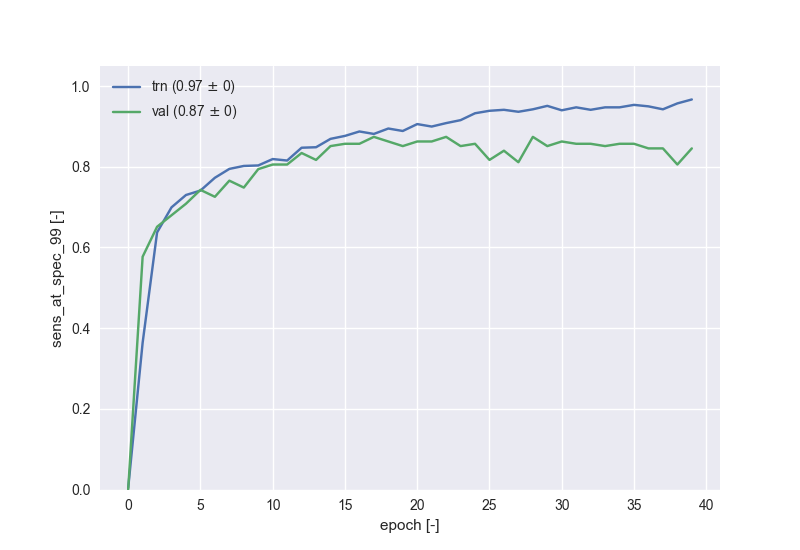 trn (0.97 ± 0)
val (0.87 ± 0)
1.0
0.8
0.6
0.4
0.2
0.0
sens_at_spec_99 [-]
0 5 10 15 20 25 30 35 40
epoch [-]